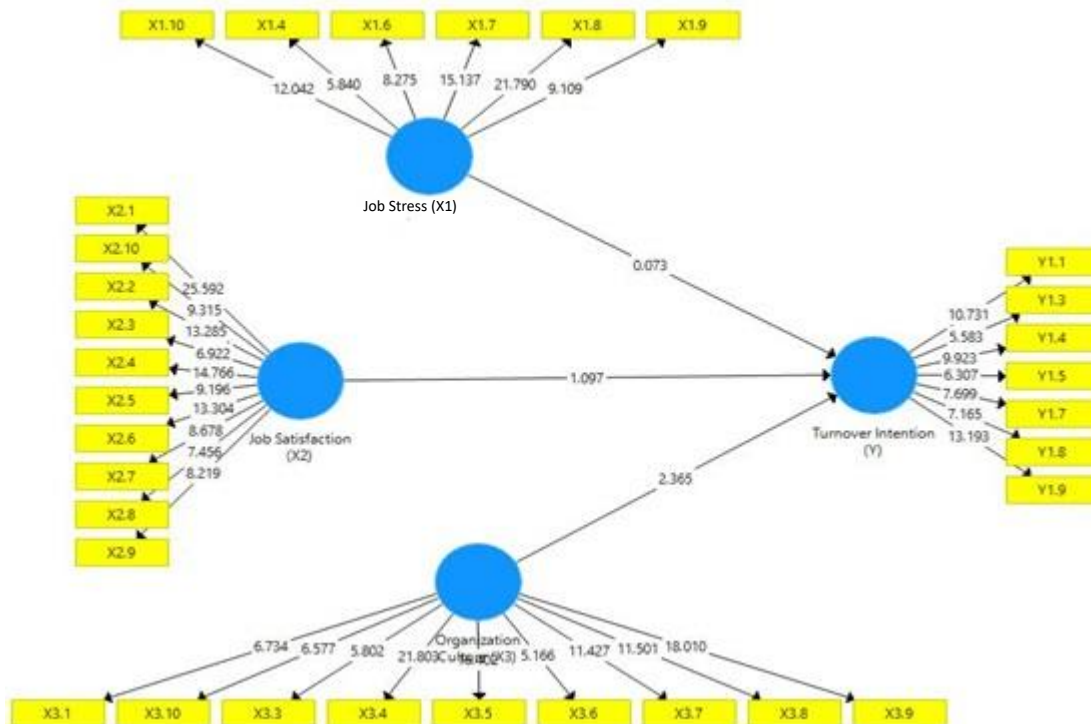 X1.10
X1.4
X1.6
X1.7
X1.8
X1.9
12.042
5.840
8.275
15.137
21.790
9.109
Job Stress (X1)
X2.1
X2.10
X2.2
X2.3
X2.4
X2.5
X2.6
X2.7
X2.8
X2.9
25.592
9.315
13.285
6.922
14.766
9.196
13.304
8.678
7.456
8.219
Job Satisfaction
(X2)
0.073
1.097
2.365
Turnover Intention
(Y)
10.731
5.583
9.923
6.307
7.699
7.165
13.193
Y1.1
Y1.3
Y1.4
Y1.5
Y1.7
Y1.8
Y1.9
Organization
(X3)
6.734
6.577
5.802
21.803
5.166
11.427
11.501
18.010
X3.1
X3.10
X3.3
X3.4
X3.5
X3.6
X3.7
X3.8
X3.9